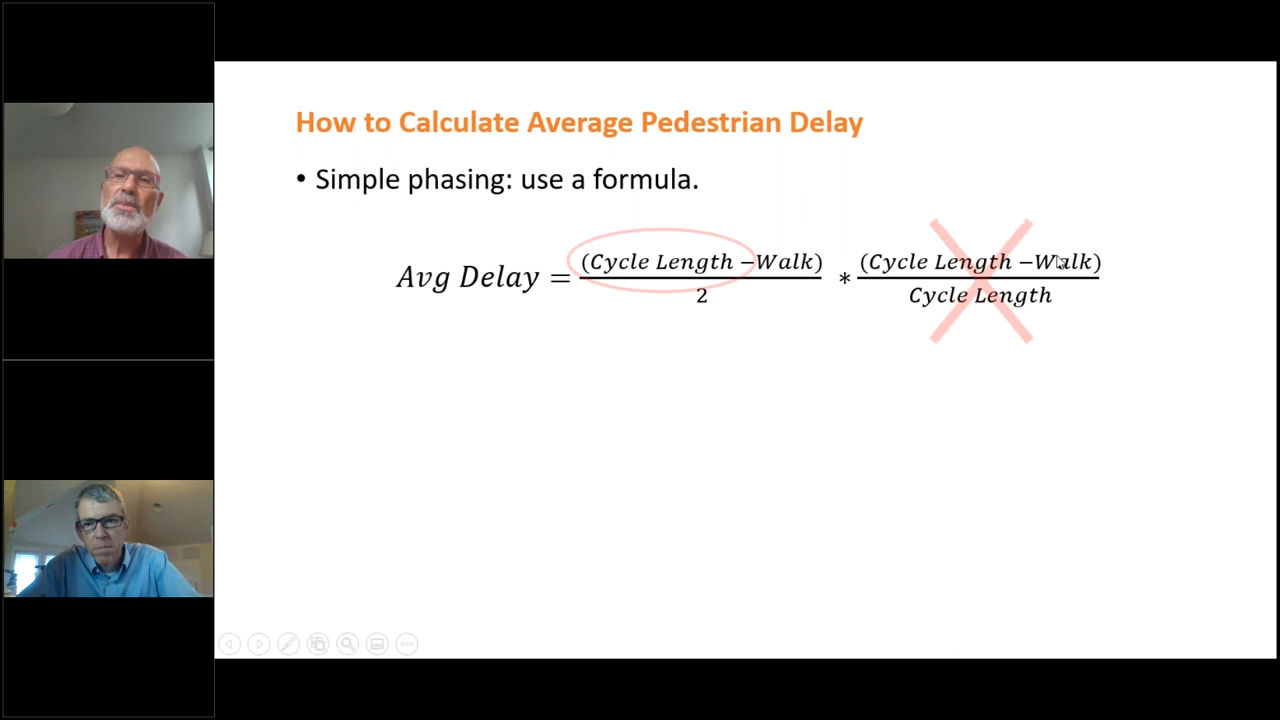 How to Calculate Average Pedestrian Delay
• Simple phasing: use a formula.
Avg Delay = (Cycle Length −Walk) / 2 * (Cycle Length −Walk) / Cycle Length